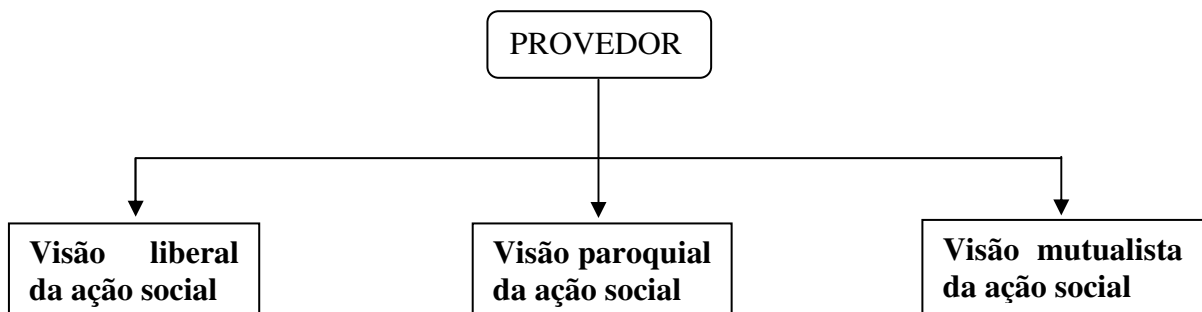 PROVEDOR
Visão liberal
da ação social
Visão paroquial
da ação social
Visão mutualista
da ação social